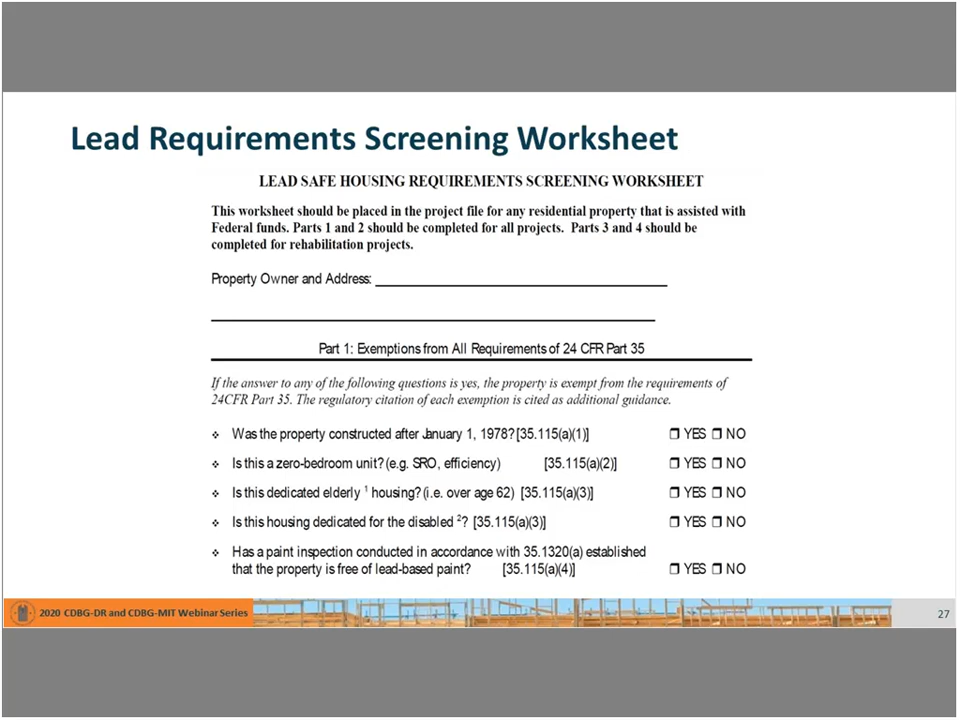 Lead Requirements Screening Worksheet
LEAD SAFE HOUSING REQUIREMENTS SCREENING WORKSHEET
This worksheet should be placed in the project file for any residential property that is assisted with
Federal funds. Parts 1 and 2 should be completed for all projects. Parts 3 and 4 should be
completed for rehabilitation projects.
Property Owner and Address:
Part 1: Exemptions from All Requirements of 24 CFR Part 35
If the answer to any of the following questions is yes, the property is exempt from the requirements of
24CFR Part 35. The regulatory citation of each exemption is cited as additional guidance.
❖ Was the property constructed after January 1, 1978? [35.115(a)(1)] ❒ YES ❒ NO
❖ Is this a zero-bedroom unit? (e.g. SRO, efficiency) [35.115(a)(2)] ❒ YES ❒ NO
❖ Is this dedicated elderly 1 housing? (i.e. over age 62) [35.115(a)(3)] ❒ YES ❒ NO
❖ Is this housing dedicated for the disabled 2? [35.115(a)(3)] ❒ YES ❒ NO
❖ Has a paint inspection conducted in accordance with 35.1320(a) established
that the property is free of lead-based paint? [35.115(a)(4)] ❒ YES ❒ NO
2020 CDBG-DR and CDBG-MIT Webinar Series
27